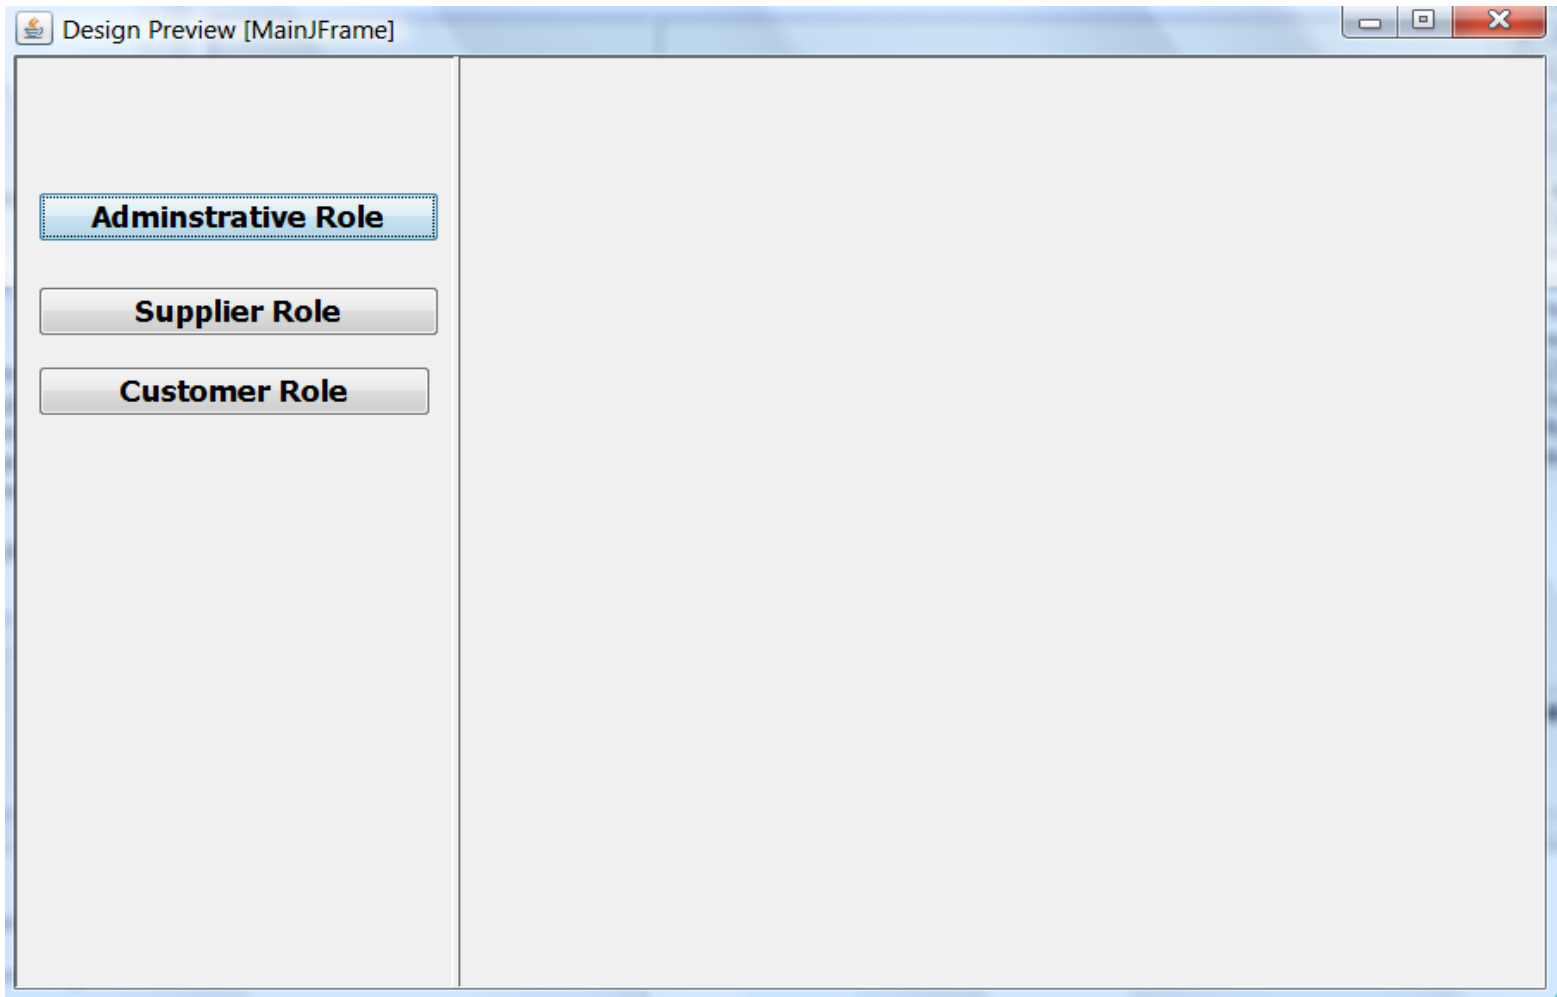 Design Preview [MainJFrame]
Adminstrative Role
Supplier Role
Customer Role